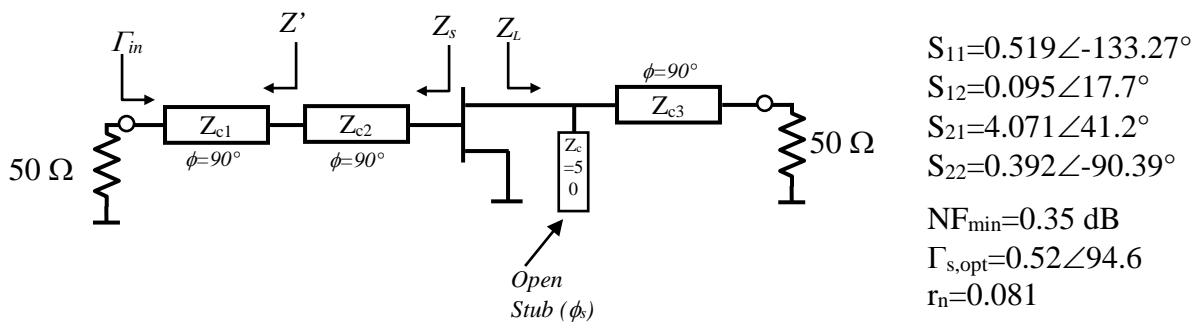 Γin
Z’
Zs
ZL
ϕ=90°
Zc1
Zc2
Zc3
Zc
=5
0
50 Ω
ϕ=90°
ϕ=90°
50 Ω
Open
Stub (ϕs)
S11=0.519∠-133.27°
S12=0.095∠17.7°
S21=4.071∠41.2°
S22=0.392∠-90.39°
NFmin=0.35 dB
Γs,opt=0.52∠94.6
rn=0.081